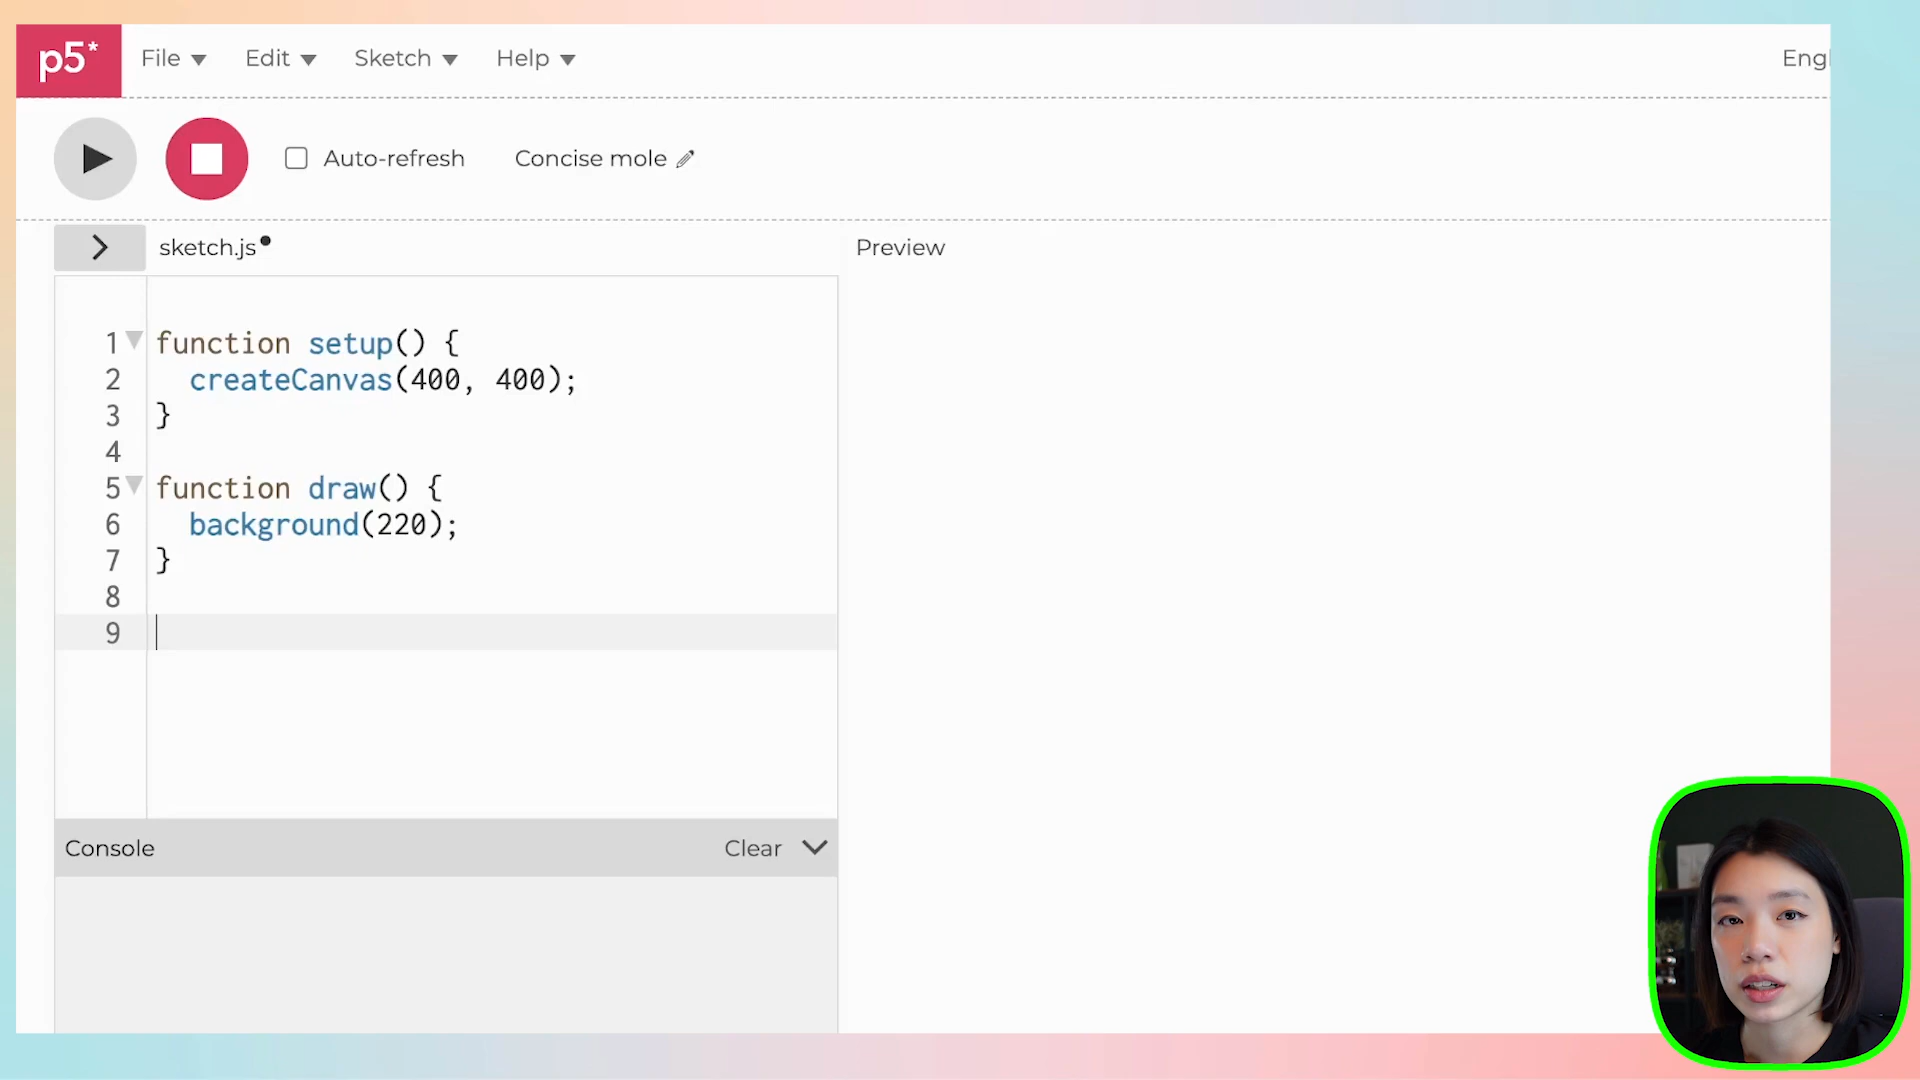 p5* File Edit Sketch Help Engl
Auto-refresh Concise mole
sketch.js Preview
1 function setup() {
2 createCanvas(400, 400);
3 }
4
5 function draw() {
6 background(220);
7 }
8
9
Console Clear